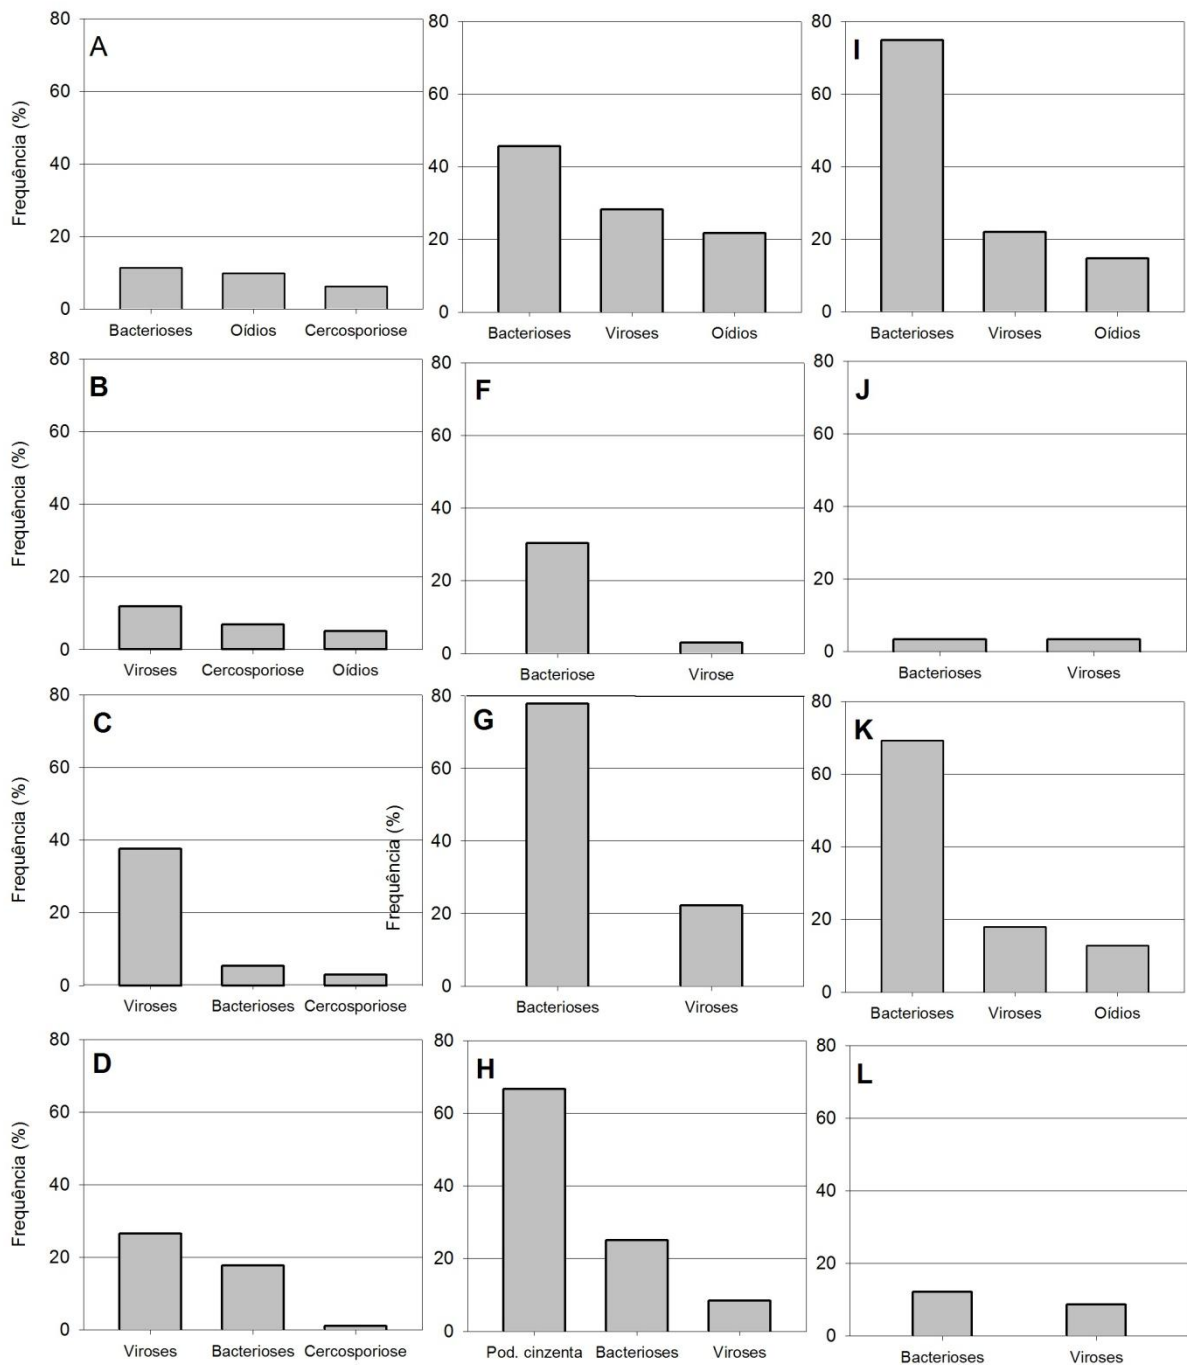 80
A
60
40
20
0
Frequência (%)
Bacterioses Oídios Cercosporiose
80
60
40
20
0
Bacterioses Viroses Oídios
80
I
60
40
20
0
Bacterioses Viroses Oídios
80
B
60
40
20
0
Frequência (%)
Viroses Cercosporiose Oídios
80
F
60
40
20
0
Bacteriose Virose
80
J
60
40
20
0
Bacterioses Viroses
80
C
60
40
20
0
Frequência (%)
Viroses Bacterioses Cercosporiose
80
G
60
40
20
0
Frequência (%)
Bacterioses Viroses
80
K
60
40
20
0
Bacterioses Viroses Oídios
80
D
60
40
20
0
Frequência (%)
Viroses Bacterioses Cercosporiose
80
H
60
40
20
0
Pod. cinzenta Bacterioses Viroses
80
L
60
40
20
0
Bacterioses Viroses